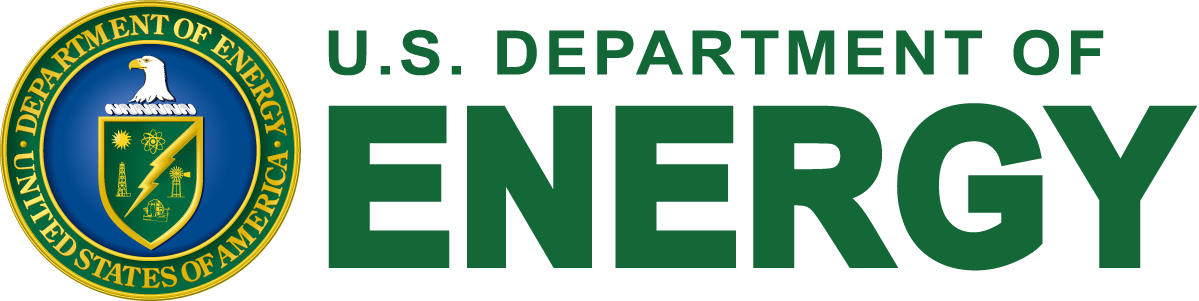 DEPARTMENT OF ENERGY
UNITED STATES OF AMERICA
U.S. DEPARTMENT OF
ENERGY